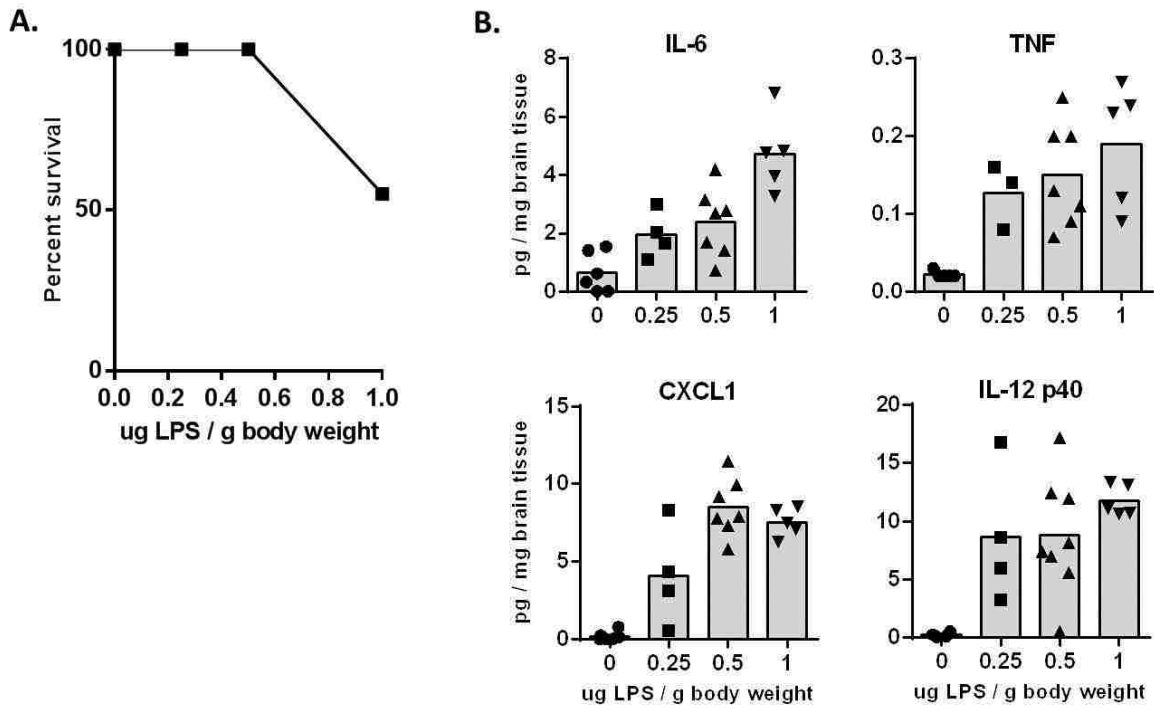 A.
100
50
0
Percent survival
0.0 0.2 0.4 0.6 0.8 1.0
ug LPS / g body weight
B.
IL-6
8
6
4
2
0
pg / mg brain tissue
0 0.25 0.5 1
TNF
0.3
0.2
0.1
0.0
0 0.25 0.5 1
CXCL1
15
10
5
0
pg / mg brain tissue
0 0.25 0.5 1
ug LPS / g body weight
IL-12 p40
20
15
10
5
0
0 0.25 0.5 1
ug LPS / g body weight